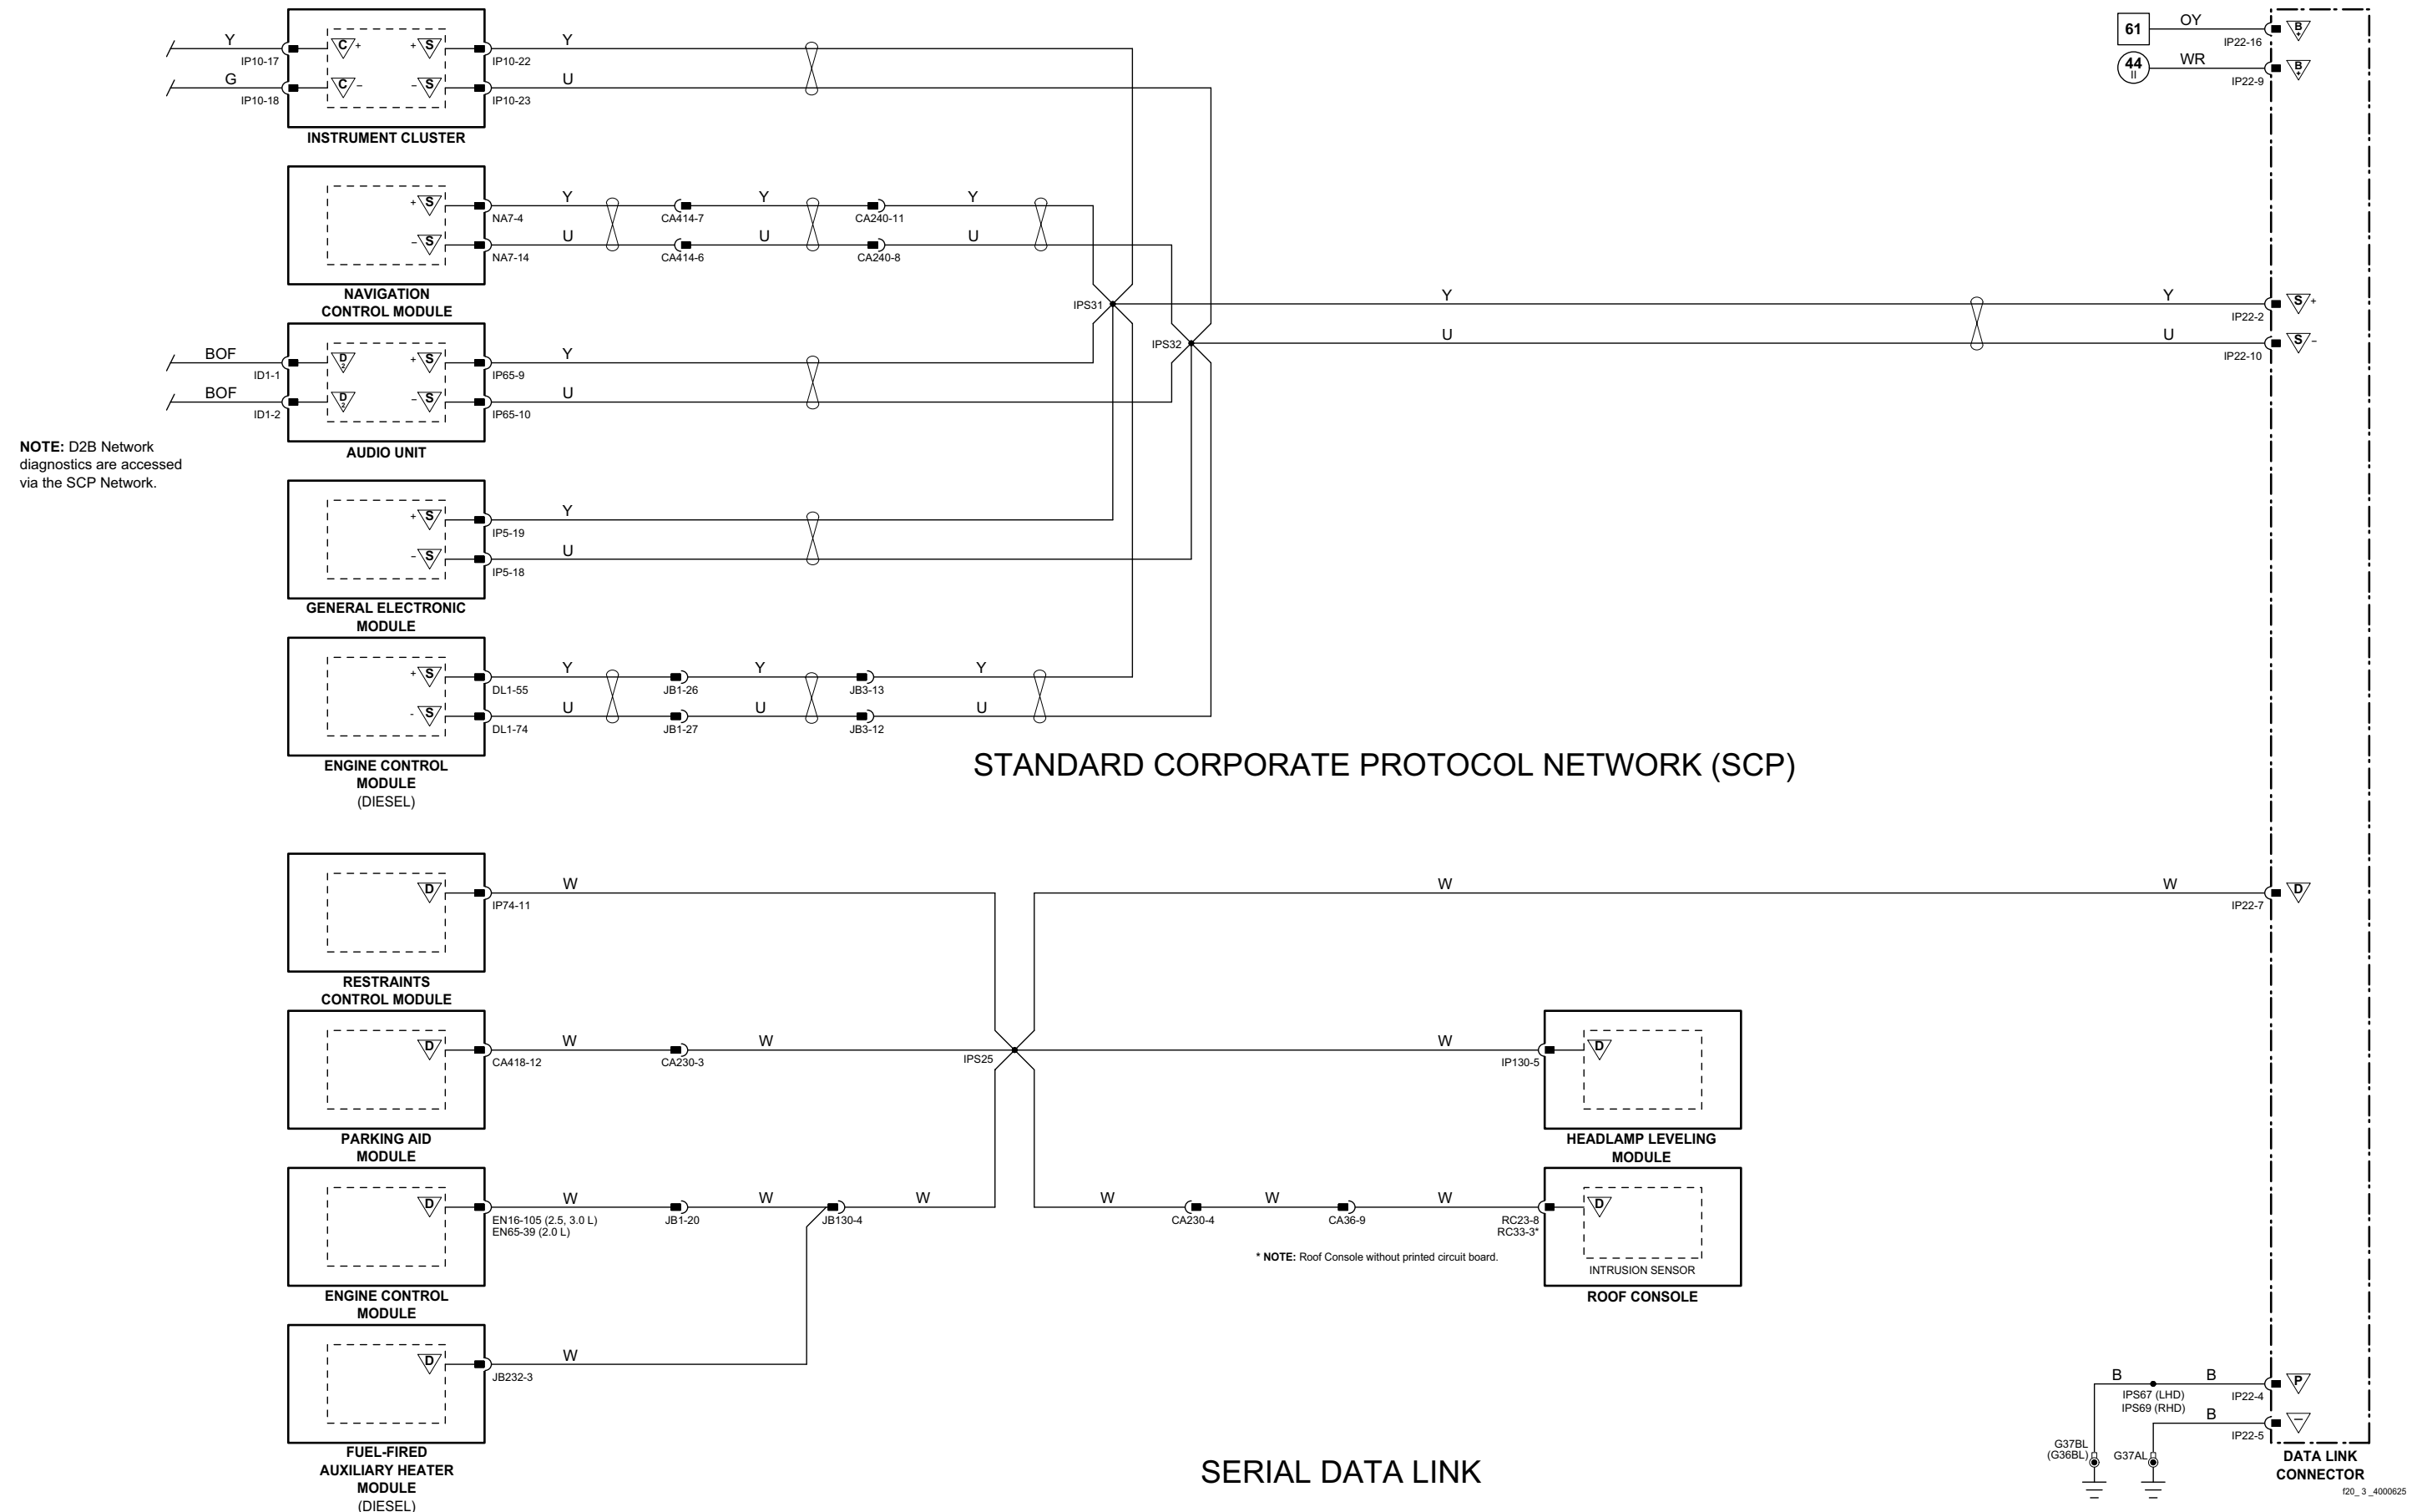 Y
IP10-17
G
IP10-18
C +
C –
+ S
– S
Y
IP10-22
U
IP10-23
INSTRUMENT CLUSTER
61
OY
IP22-16
B +
44 II
WR
IP22-9
B +
+ S
– S
Y
NA7-4
U
NA7-14
CA414-7
CA414-6
Y
U
CA240-11
CA240-8
Y
U
NAVIGATION
CONTROL MODULE
IPS31
IPS32
Y
U
Y
U
IP22-2
IP22-10
S +
S –
BOF
ID1-1
BOF
ID1-2
D 2
D 2
+ S
– S
Y
IP65-9
U
IP65-10
AUDIO UNIT
NOTE: D2B Network
diagnostics are accessed
via the SCP Network.
+ S
– S
Y
IP5-19
U
IP5-18
GENERAL ELECTRONIC
MODULE
+ S
- S
Y
DL1-55
U
DL1-74
JB1-26
JB1-27
Y
U
JB3-13
JB3-12
Y
U
ENGINE CONTROL
MODULE
(DIESEL)
STANDARD CORPORATE PROTOCOL NETWORK (SCP)
D
W
IP74-11
RESTRAINTS
CONTROL MODULE
W
W
IP22-7
D
D
W
CA418-12
CA230-3
W
PARKING AID
MODULE
IPS25
W
IP130-5
D
HEADLAMP LEVELING
MODULE
D
W
EN16-105 (2.5, 3.0 L)
EN65-39 (2.0 L)
JB1-20
W
JB130-4
W
ENGINE CONTROL
MODULE
W
CA230-4
W
CA36-9
W
RC23-8
RC33-3*
D
INTRUSION SENSOR
ROOF CONSOLE
* NOTE: Roof Console without printed circuit board.
D
W
JB232-3
FUEL-FIRED
AUXILIARY HEATER
MODULE
(DIESEL)
SERIAL DATA LINK
B
B
IPS67 (LHD)
IPS69 (RHD)
IP22-4
P
B
IP22-5
–
G37BL
(G36BL)
G37AL
DATA LINK
CONNECTOR
f20_ 3 _4000625